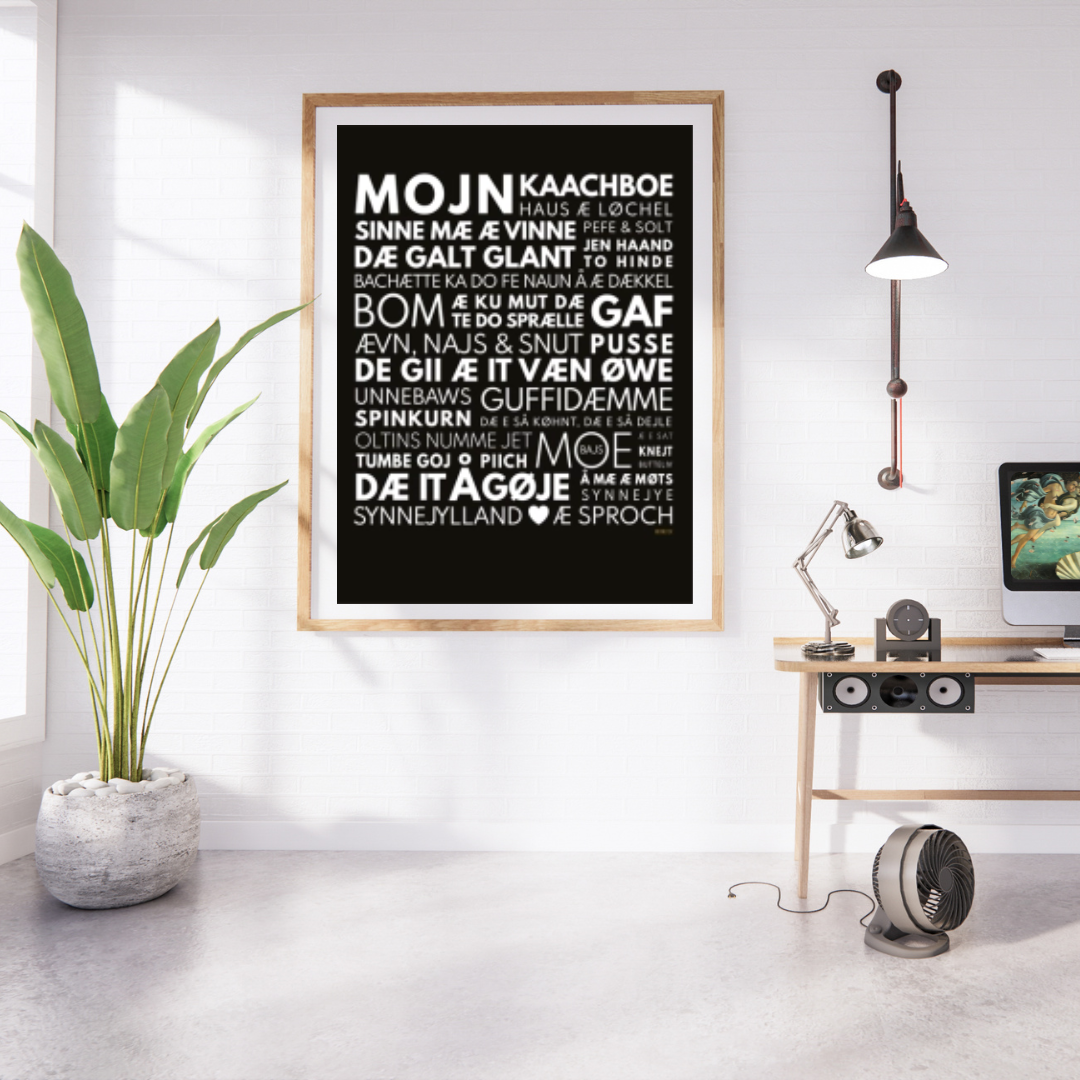 MOJN KAACHBOE
HAUS Æ LØCHEL
SINNE MÆ Æ VINNE PEFE & SOLT
DÆ GALT GLANT JEN HAAND
TO HINDE
BACHÆTTE KA DO FE NAUN Å Æ DÆKKEL
BOM Æ KU MUT DÆ
TE DO SPRÆLLE GAF
ÆVN, NAJS & SNUT PUSSE
DE GII Æ IT VÆN ØWE
UNNEBAWS GUFFIDÆMME
SPINKURN DÆ E SÅ KØHNT, DÆ E SÅ DEJLE
OLTINS NUMME JET MOE BAJS Æ E SAT
TUMBE GOJ Å PIICH KNEJT
DÆ IT Å GØJE Å MÆ Æ MØTS
SYNNEJYE
SYNNEJYLLAND Æ SPROCH